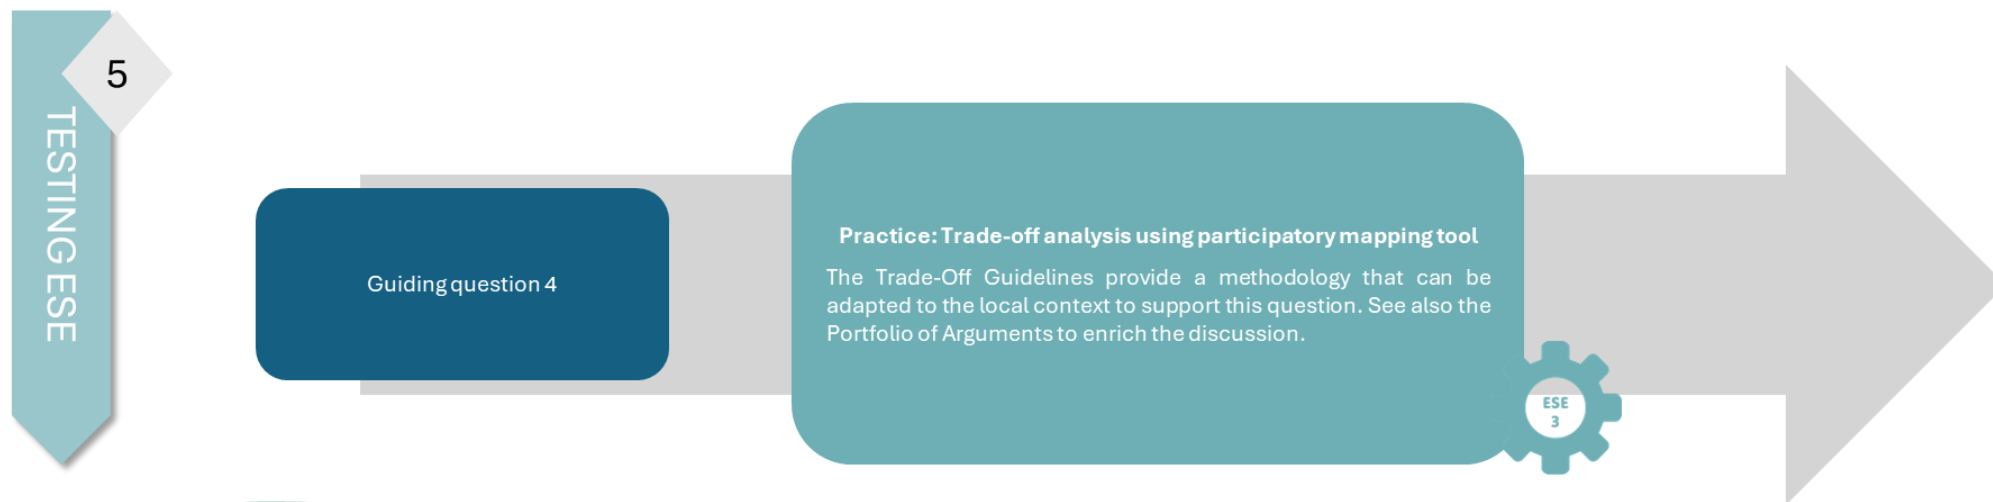 5
TESTING ESE
Guiding question 4
Practice: Trade-off analysis using participatory mapping tool
The Trade-Off Guidelines provide a methodology that can be
adapted to the local context to support this question. See also the
Portfolio of Arguments to enrich the discussion.
ESE
3